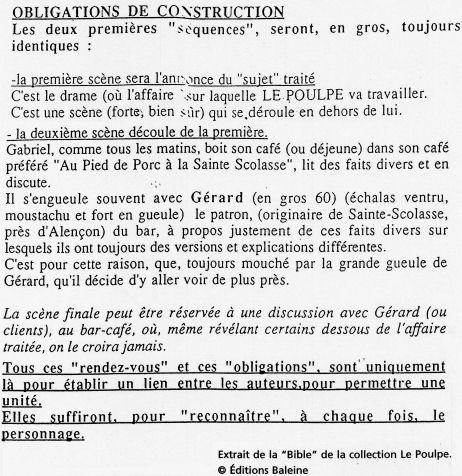 OBLIGATIONS DE CONSTRUCTION
Les deux premières "séquences", seront, en gros, toujours
identiques :
-la première scène sera l'annonce du "sujet" traité
C'est le drame (où l'affaire sur laquelle LE POULPE va travailler.
C'est une scène (forte, bien sûr) qui se déroule en dehors de lui.
- la deuxième scène découle de la première.
Gabriel, comme tous les matins, boit son café (ou déjeune) dans son café
préféré "Au Pied de Porc à la Sainte Scolasse", lit des faits divers et en
discute.
Il s'engueule souvent avec Gérard (en gros 60) (échalas ventru,
moustachu et fort en gueule) le patron, (originaire de Sainte-Scolasse,
près d'Alençon) du bar, à propos justement de ces faits divers sur
lesquels ils ont toujours des versions et explications différentes.
C'est pour cette raison, que, toujours mouché par la grande gueule de
Gérard, qu'il décide d'y aller voir de plus près.
La scène finale peut être réservée à une discussion avec Gérard (ou
clients), au bar-café, où, même révélant certains dessous de l'affaire
traitée, on le croira jamais.
Tous ces "rendez-vous" et ces "obligations", sont uniquement
là pour établir un lien entre les auteurs,pour permettre une
unité.
Elles suffiront, pour "reconnaître", à chaque fois, le
personnage.
Extrait de la "Bible" de la collection Le Poulpe.
© Éditions Baleine